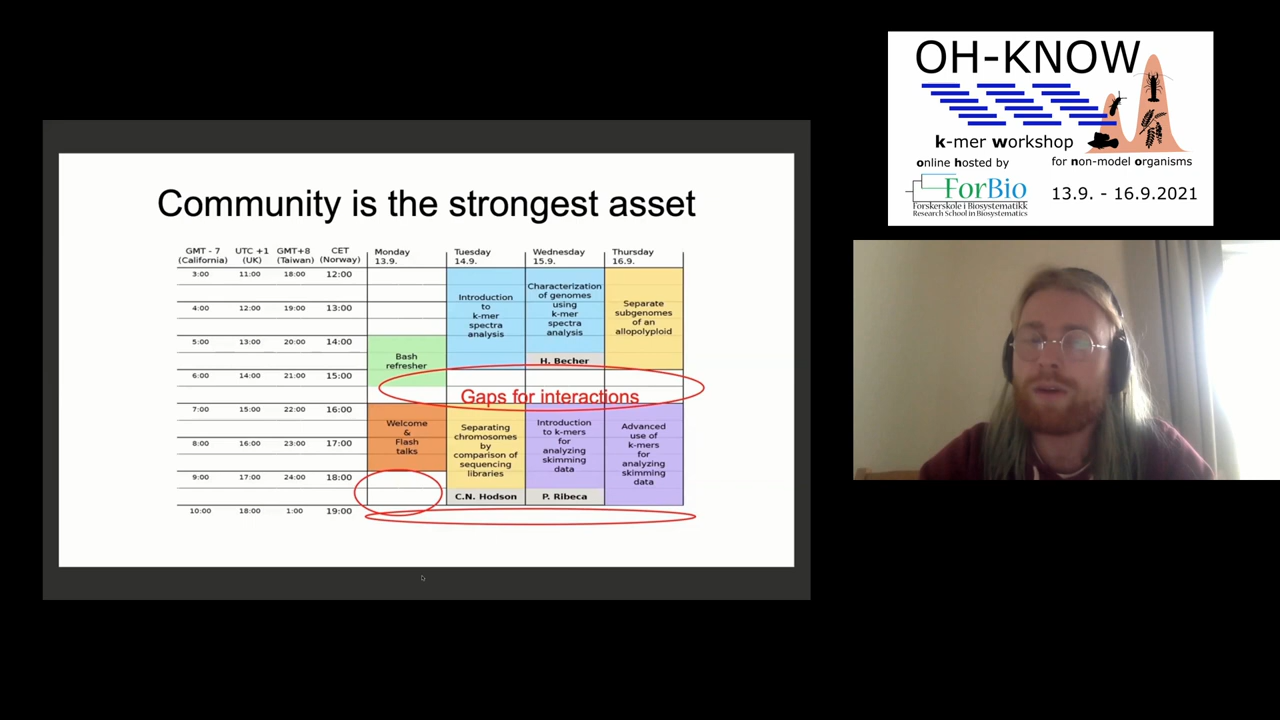 OH-KNOW
k-mer workshop
online hosted by
for non-model organisms
ForBio
Forskerskole i Biosystematikk
Research School in Biosystematics
13.9. - 16.9.2021
Community is the strongest asset
GMT - 7
(California)
UTC +1
(UK)
GMT+8
(Taiwan)
CET
(Norway)
Monday
13.9.
Tuesday
14.9.
Wednesday
15.9.
Thursday
16.9.
3:00 11:00 18:00 12:00
4:00 12:00 19:00 13:00
5:00 13:00 20:00 14:00
6:00 14:00 21:00 15:00
7:00 15:00 22:00 16:00
8:00 16:00 23:00 17:00
9:00 17:00 24:00 18:00
10:00 18:00 1:00 19:00
Bash
refresher
Welcome
&
Flash
talks
Introduction
to
k-mer
spectra
analysis
Characterization
of genomes
using
k-mer
spectra
analysis
H. Becher
Separate
subgenomes
of an
allopolyploid
Gaps for interactions
Separating
chromosomes
by
comparison of
sequencing
libraries
C.N. Hodson
Introduction
to k-mers
for
analyzing
skimming
data
P. Ribeca
Advanced
use of
k-mers
for
analyzing
skimming
data